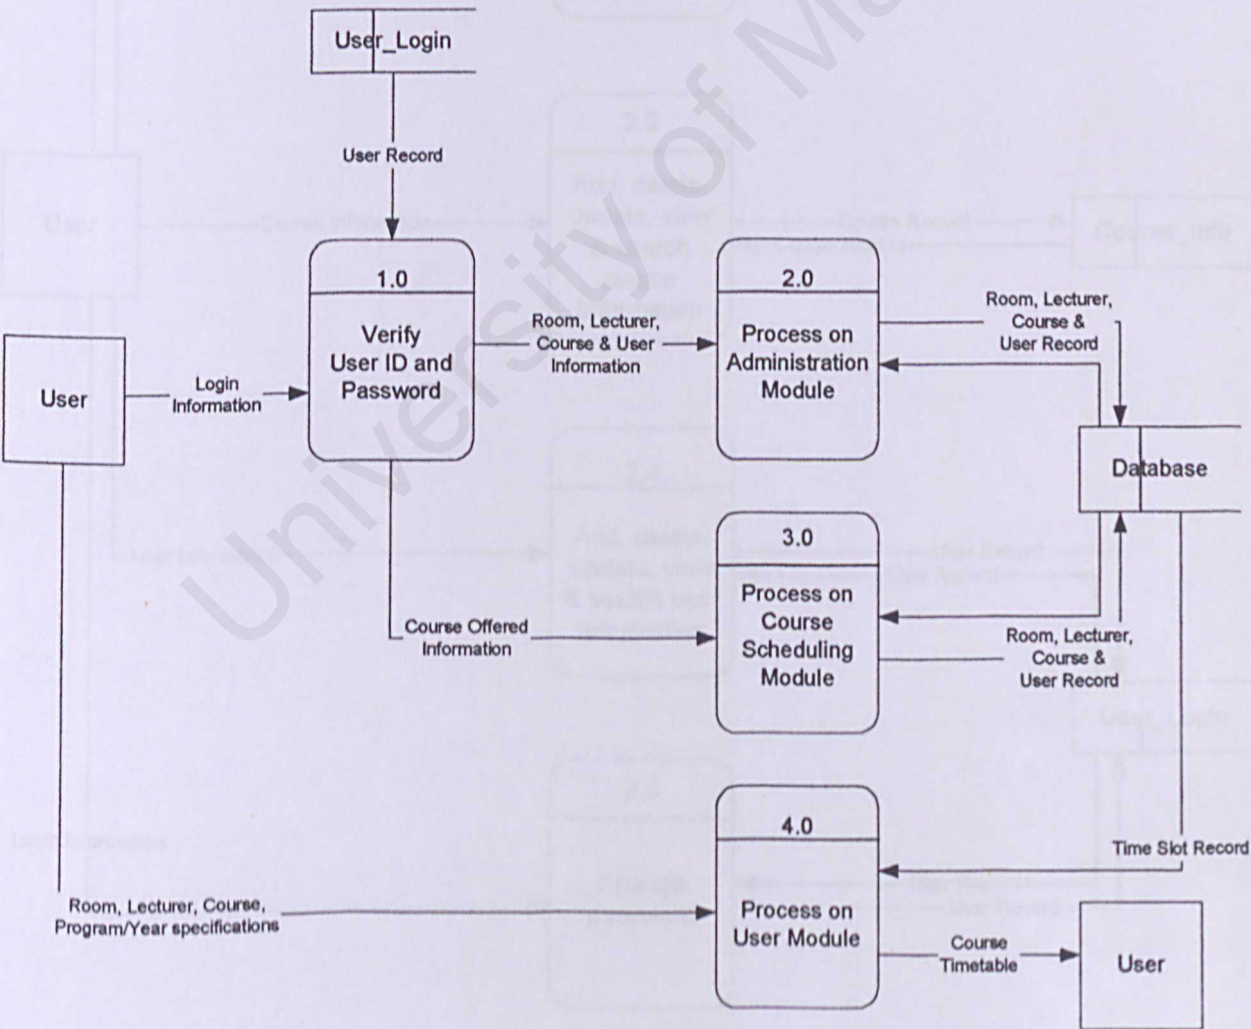 User_Login
User Record
1.0
Verify
User ID and
Password
User
Login
Information
Room, Lecturer,
Course & User
Information
2.0
Process on
Administration
Module
Room, Lecturer,
Course &
User Record
Database
Course Offered
Information
3.0
Process on
Course
Scheduling
Module
Room, Lecturer,
Course &
User Record
Time Slot Record
4.0
Process on
User Module
Room, Lecturer, Course,
Program/Year specifications
Course
Timetable
User
University of Ma